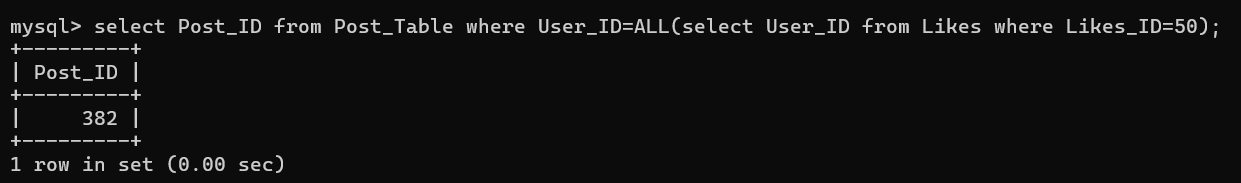 mysql> select Post_ID from Post_Table where User_ID=ALL(select User_ID from Likes where Likes_ID=50);
+---------+
| Post_ID |
+---------+
|     382 |
+---------+
1 row in set (0.00 sec)